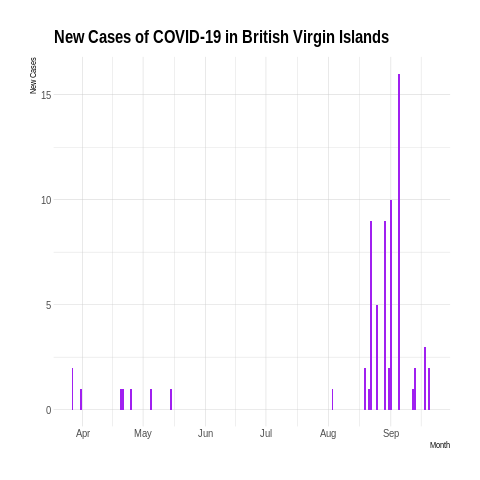 New Cases of COVID-19 in British Virgin Islands
New Cases
15
10
5
0
Apr May Jun Jul Aug Sep
Month